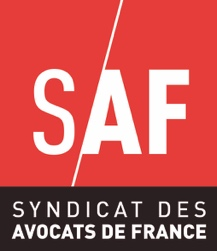 SAF
SYNDICAT DES
AVOCATS DE FRANCE